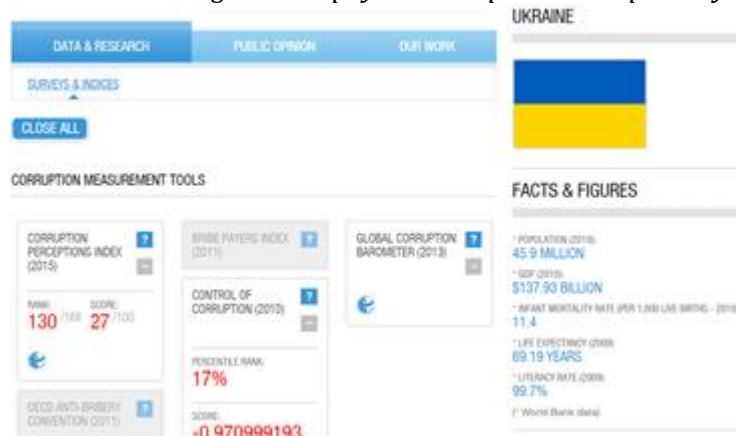 UKRAINE
DATA & RESEARCH
PUBLIC OPINION
OUR WORK
SURVEYS & INDICES
CLOSE ALL
CORRUPTION MEASUREMENT TOOLS
CORRUPTION
PERCEPTIONS INDEX
(2015)
?
RANK:
SCORE:
130 /168
27 /100
BRIBE PAYERS INDEX
(2011)
?
GLOBAL CORRUPTION
BAROMETER (2013)
?
CONTROL OF
CORRUPTION (2010)
?
PERCENTILE RANK:
17%
SCORE:
-0.970999193
OECD ANTI-BRIBERY
CONVENTION (2011)
?
FACTS & FIGURES
* POPULATION (2010)
45.9 MILLION
* GDP (2010)
$137.93 BILLION
* INFANT MORTALITY RATE (PER 1,000 LIVE BIRTHS - 2010)
11.4
* LIFE EXPECTANCY (2009)
69.19 YEARS
* LITERACY RATE (2009)
99.7%
(* World Bank data)